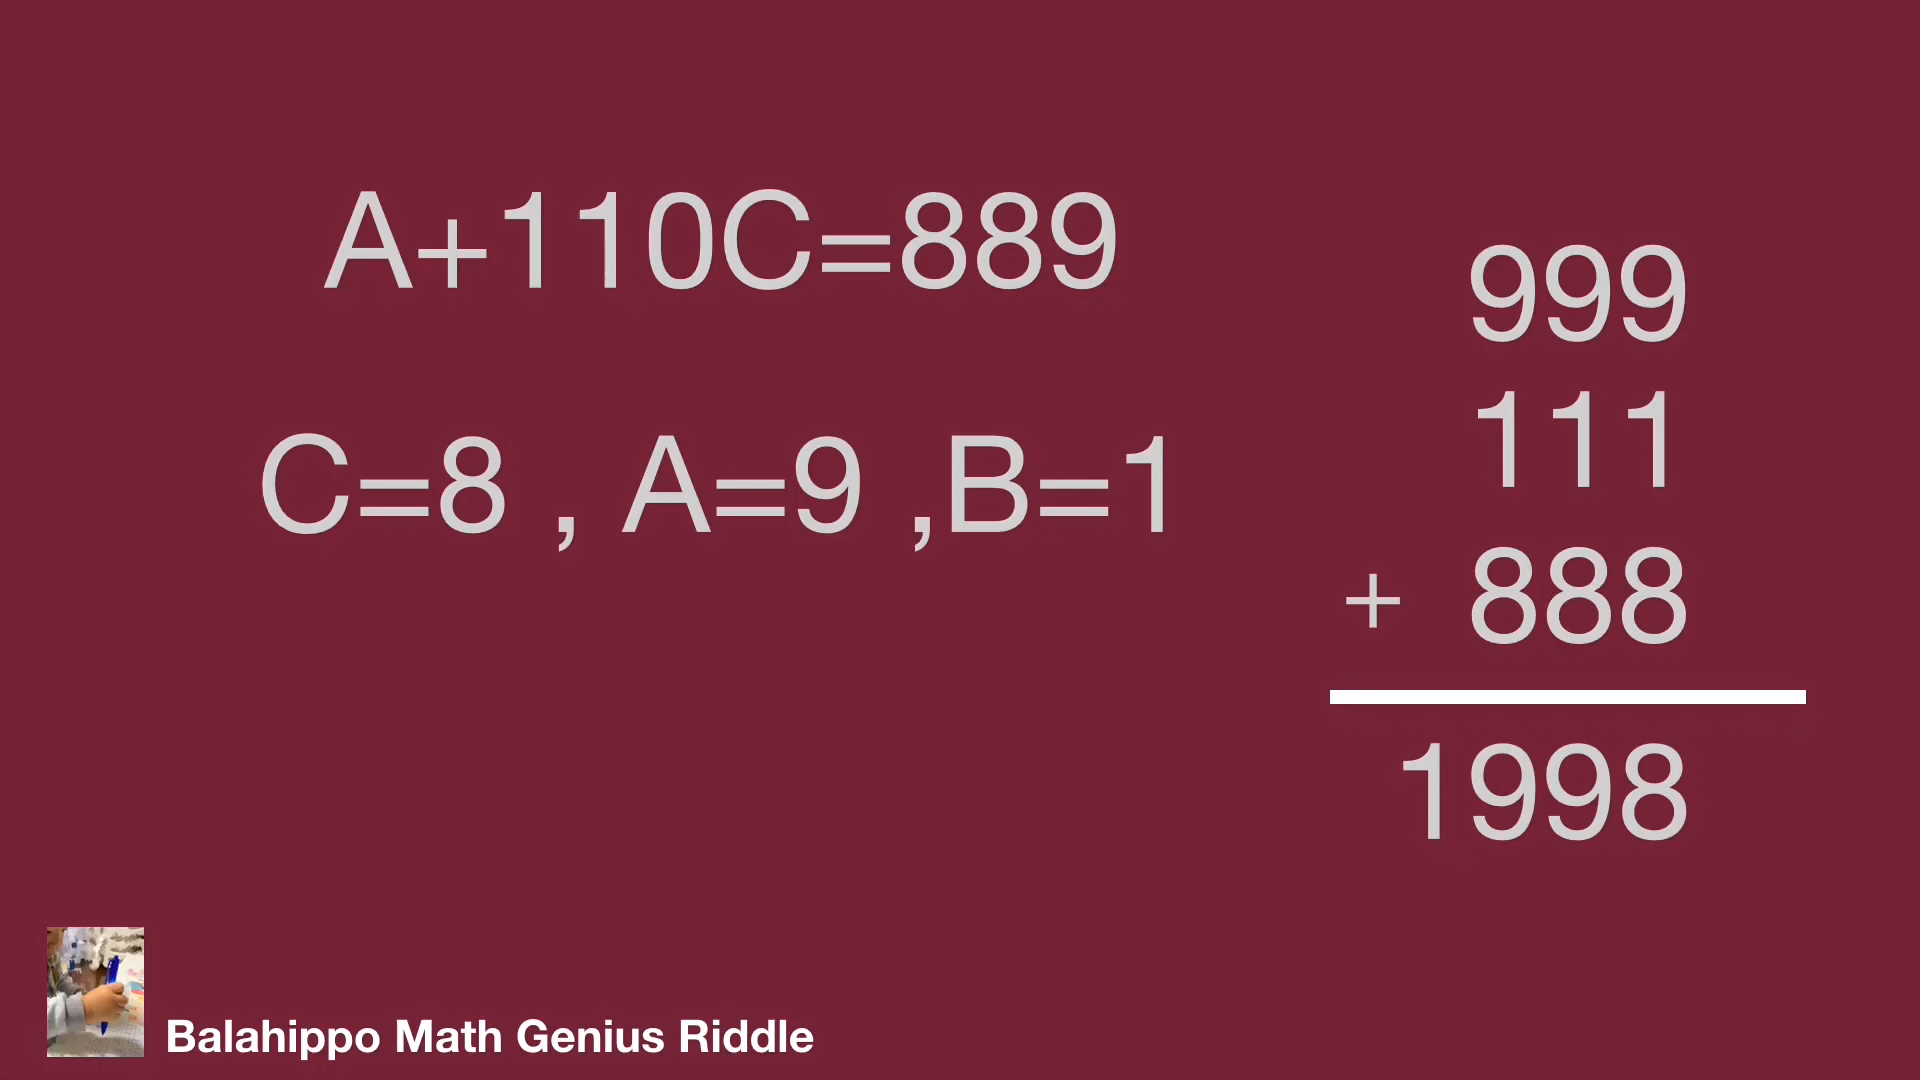 A+110C=889
C=8 , A=9 ,B=1
999
111
+ 888
1998
Balahippo Math Genius Riddle